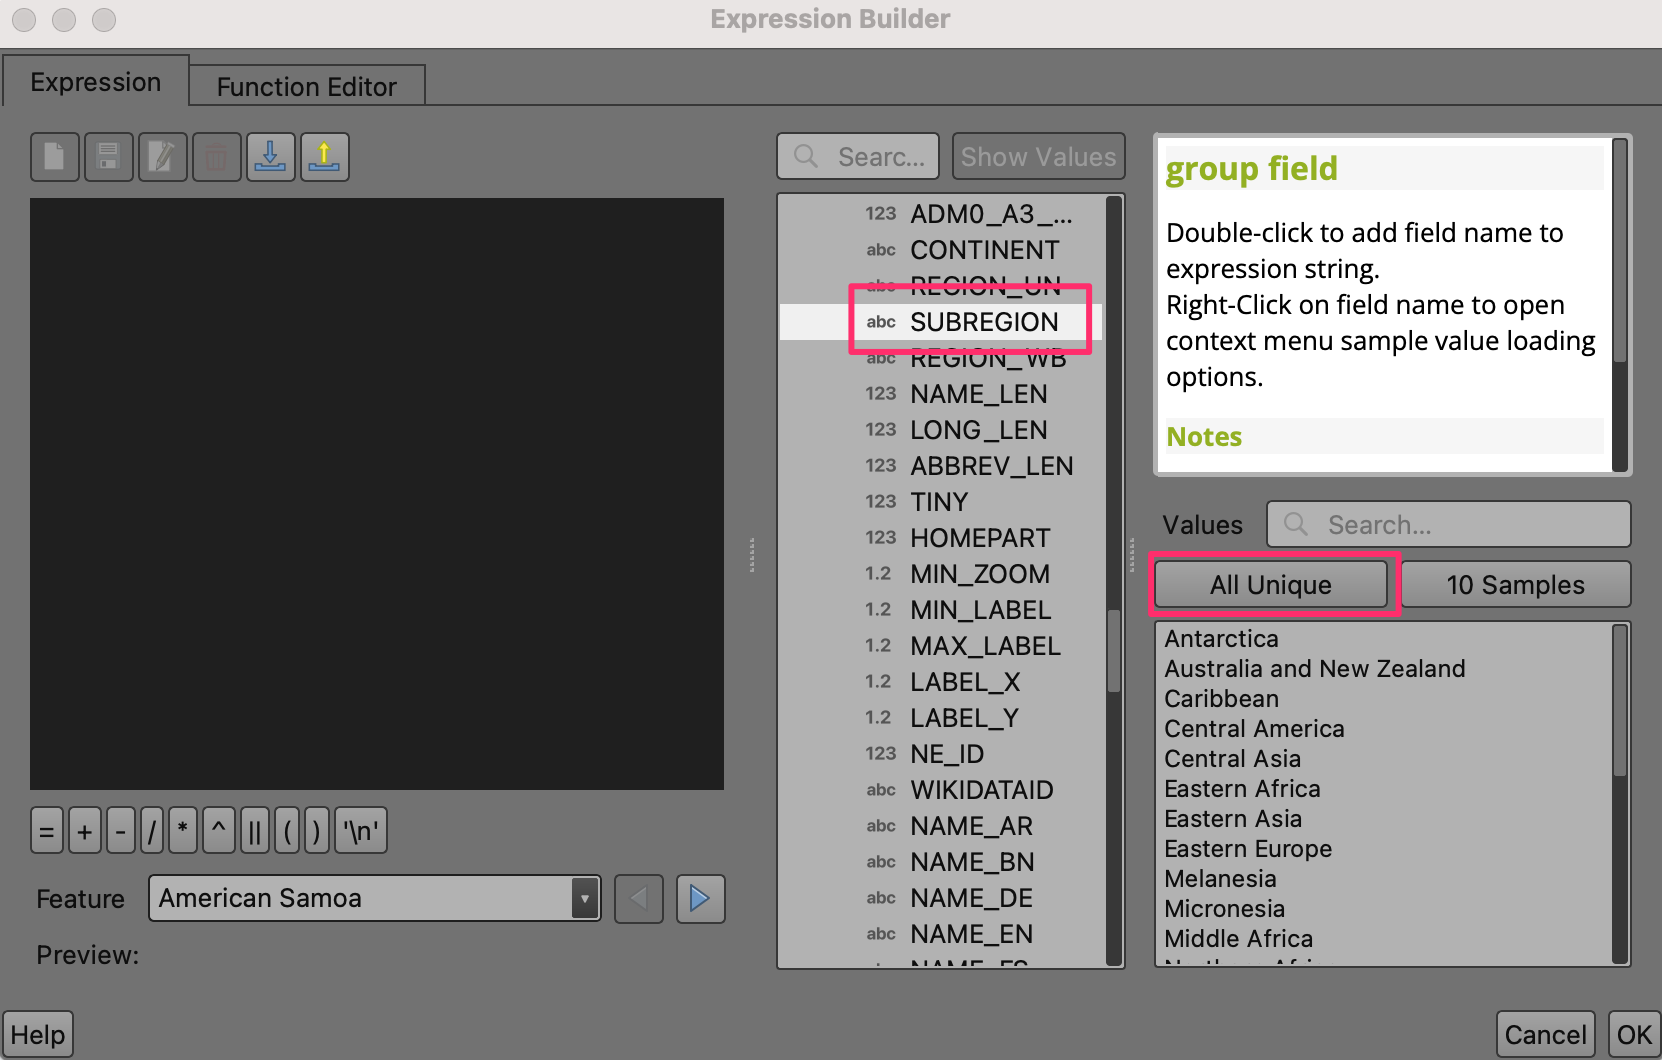 Expression Builder
Expression
Function Editor
Searc...
Show Values
123 ADM0_A3_...
abc CONTINENT
abc REGION_UN
abc SUBREGION
abc REGION_WB
123 NAME_LEN
123 LONG_LEN
123 ABBREV_LEN
123 TINY
123 HOMEPART
1.2 MIN_ZOOM
1.2 MIN_LABEL
1.2 MAX_LABEL
1.2 LABEL_X
1.2 LABEL_Y
123 NE_ID
abc WIKIDATAID
abc NAME_AR
abc NAME_BN
abc NAME_DE
abc NAME_EN
group field
Double-click to add field name to
expression string.
Right-Click on field name to open
context menu sample value loading
options.
Notes
Values
Search...
All Unique
10 Samples
Antarctica
Australia and New Zealand
Caribbean
Central America
Central Asia
Eastern Africa
Eastern Asia
Eastern Europe
Melanesia
Micronesia
Middle Africa
= + - / * ^ || ( ) '\n'
Feature
American Samoa
Preview:
Help
Cancel
OK